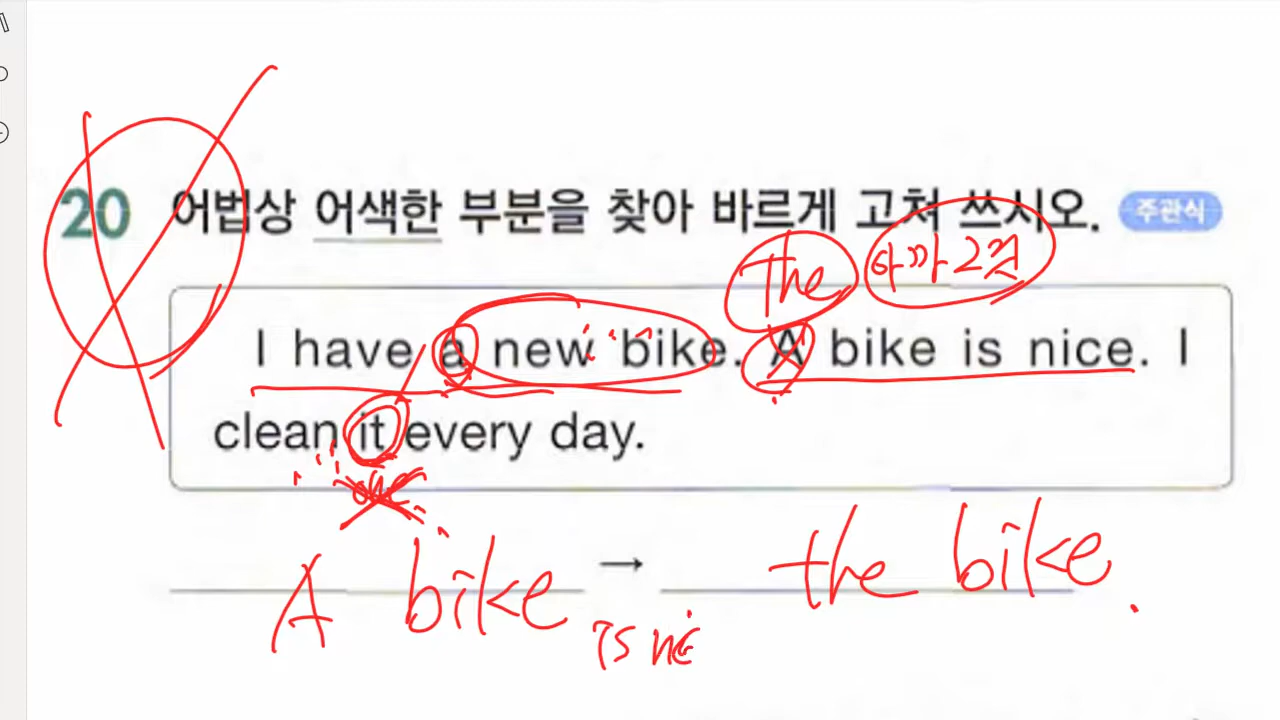 20 어법상 어색한 부분을 찾아 바르게 고쳐 쓰시오. 주관식
The 아까 그것
I have a new bike. A bike is nice. I
clean it every day.
one
A bike → the bike.
is